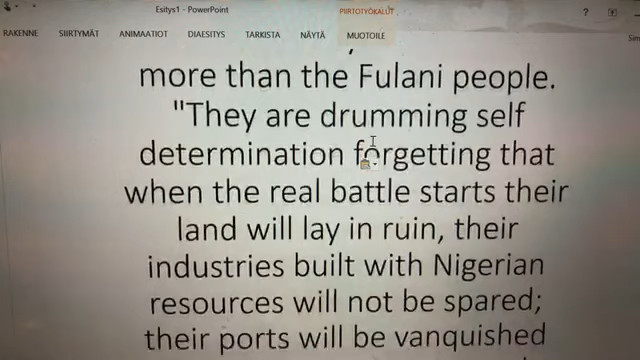 Esitys1 - PowerPoint
PIIRTOTYÖKALUT
?
RAKENNE SIIRTYMÄT ANIMAATIOT DIAESITYS TARKISTA NÄYTÄ MUOTOILE
more than the Fulani people.
"They are drumming self
determination forgetting that
when the real battle starts their
land will lay in ruin, their
industries built with Nigerian
resources will not be spared;
their ports will be vanquished